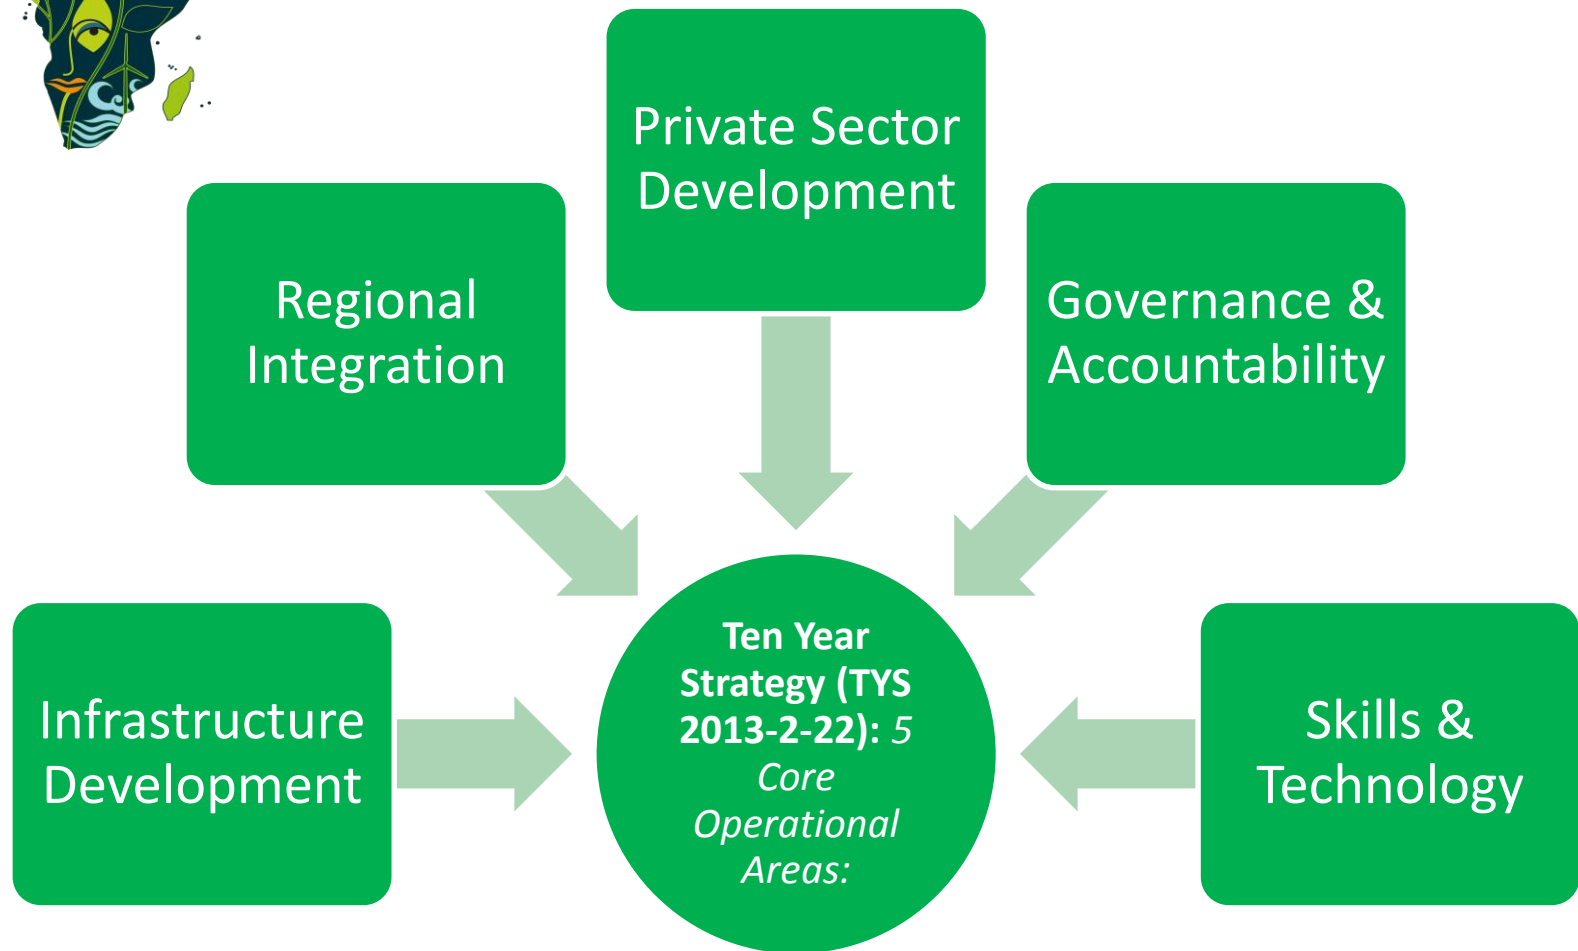 Private Sector
Development
Regional
Integration
Governance &
Accountability
Infrastructure
Development
Ten Year
Strategy (TYS
2013-2-22): 5
Core
Operational
Areas:
Skills &
Technology